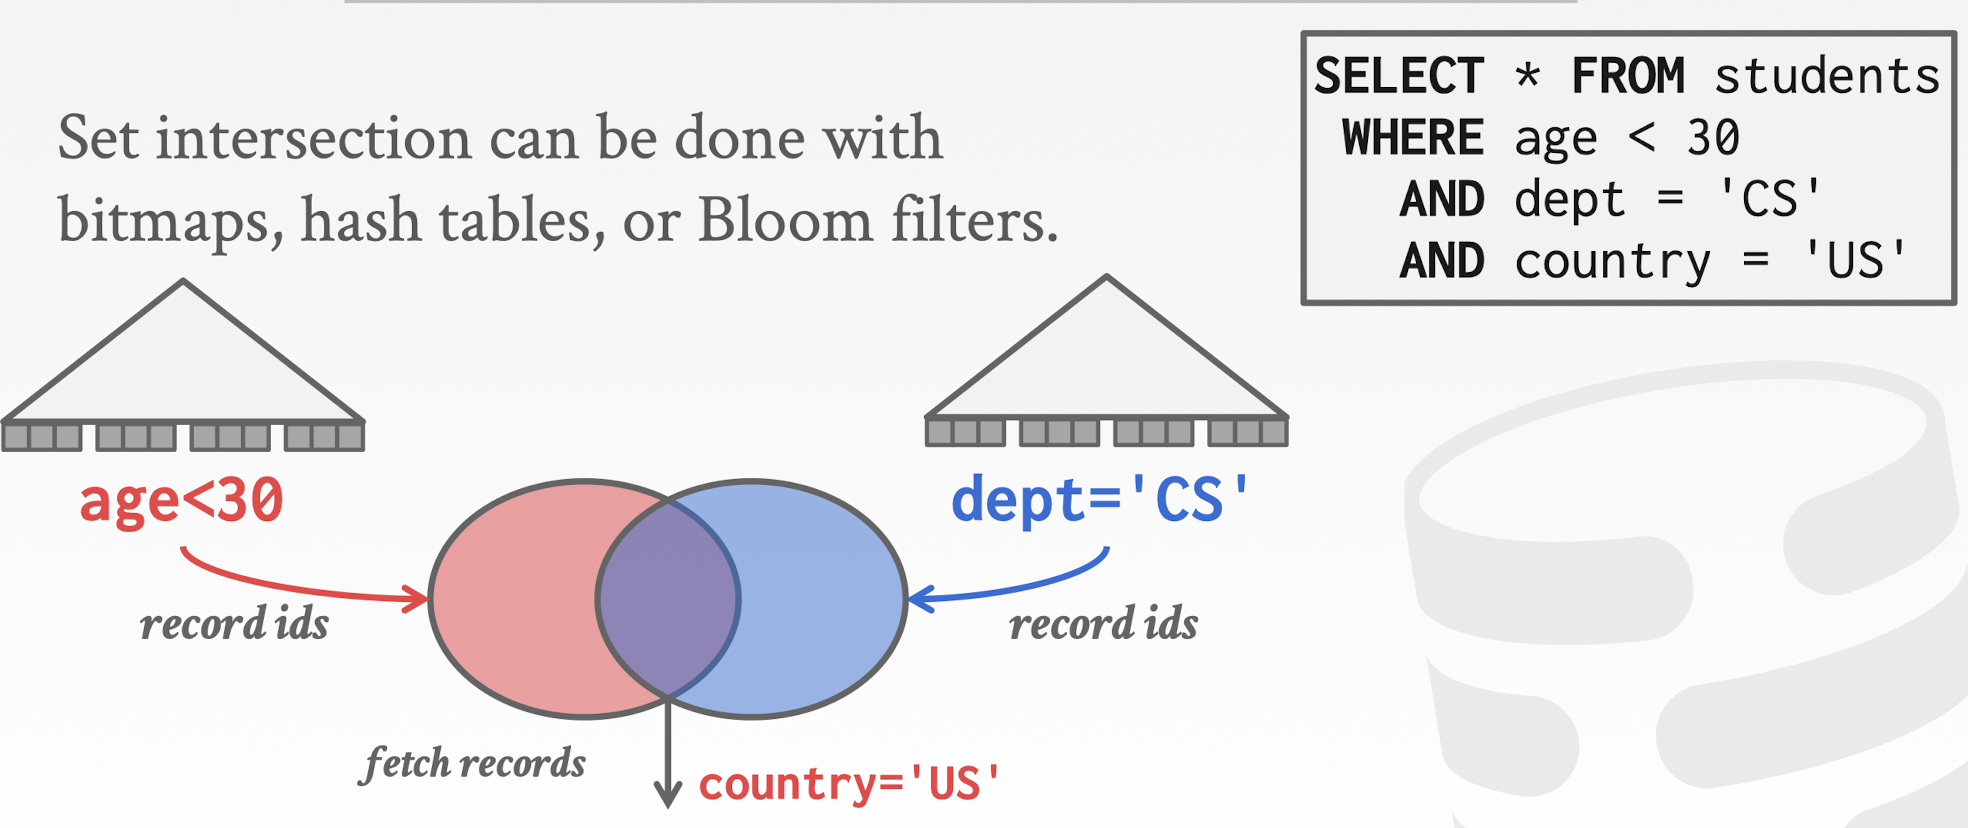 Set intersection can be done with
bitmaps, hash tables, or Bloom filters.
SELECT * FROM students
WHERE age < 30
AND dept = 'CS'
AND country = 'US'
age<30
dept='CS'
record ids
record ids
fetch records
country='US'